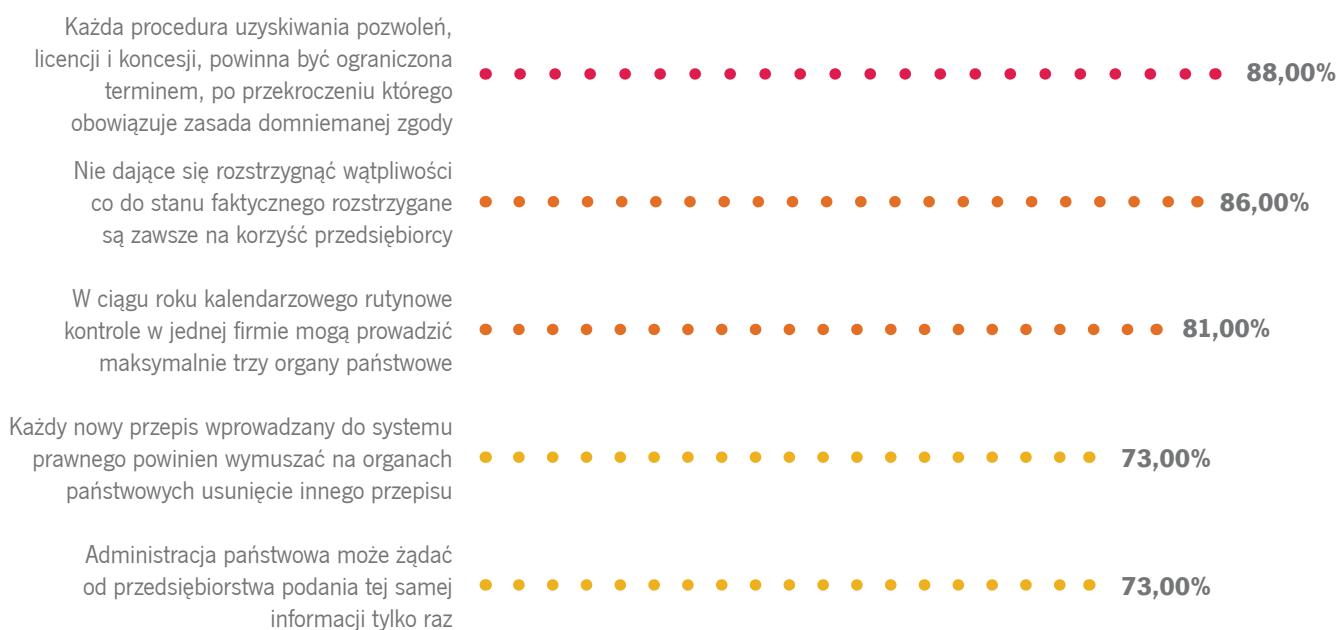 Każda procedura uzyskiwania pozwoleń,
licencji i koncesji, powinna być ograniczona
terminem, po przekroczeniu którego
obowiązuje zasada domniemanej zgody
88,00%
Nie dające się rozstrzygnąć wątpliwości
co do stanu faktycznego rozstrzygane
są zawsze na korzyść przedsiębiorcy
86,00%
W ciągu roku kalendarzowego rutynowe
kontrole w jednej firmie mogą prowadzić
maksymalnie trzy organy państwowe
81,00%
Każdy nowy przepis wprowadzany do systemu
prawnego powinien wymuszać na organach
państwowych usunięcie innego przepisu
73,00%
Administracja państwowa może żądać
od przedsiębiorstwa podania tej samej
informacji tylko raz
73,00%